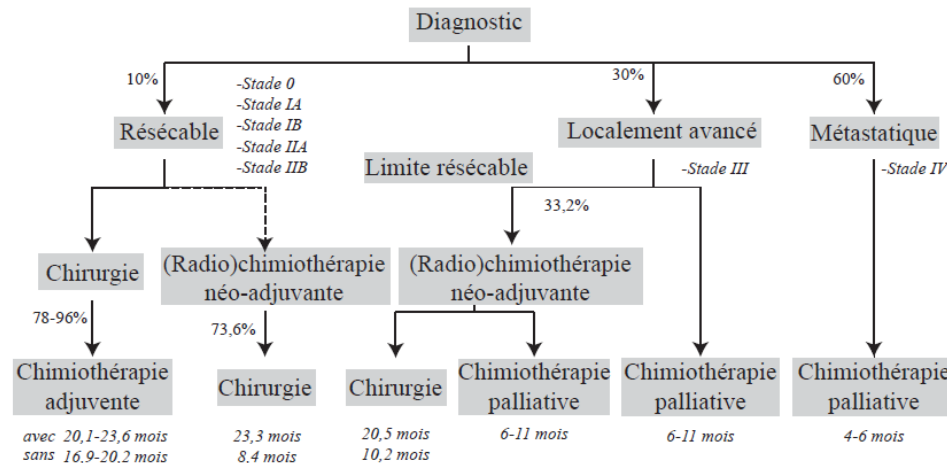 Diagnostic
10%
30%
60%
-Stade 0
-Stade IA
-Stade IB
-Stade IIA
-Stade IIB
Résécable
Localement avancé
Métastatique
Limite résécable
-Stade III
-Stade IV
33,2%
Chirurgie
(Radio)chimiothérapie
néo-adjuvante
(Radio)chimiothérapie
néo-adjuvante
78-96%
73,6%
Chimiothérapie
adjuvente
Chirurgie
Chirurgie
Chimiothérapie
palliative
Chimiothérapie
palliative
Chimiothérapie
palliative
avec 20,1-23,6 mois
sans 16,9-20,2 mois
23,3 mois
8,4 mois
20,5 mois
10,2 mois
6-11 mois
6-11 mois
4-6 mois